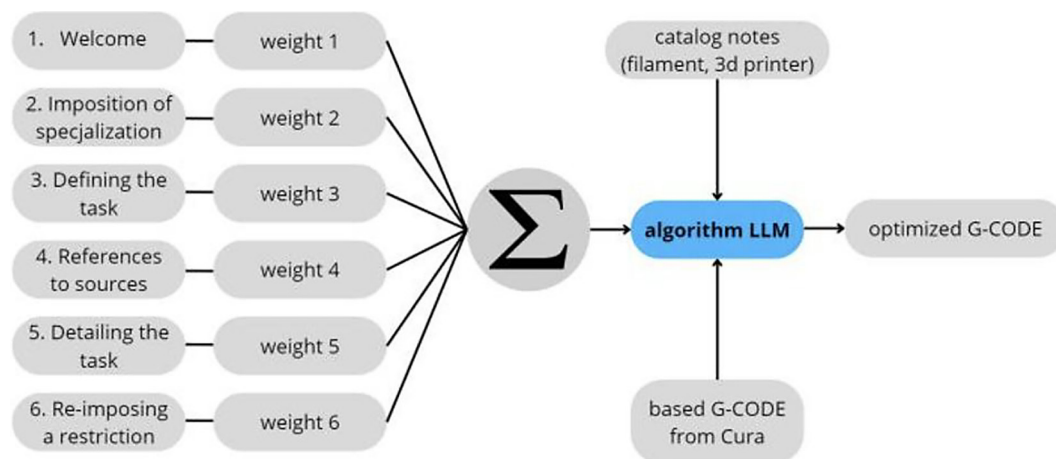 1. Welcome
weight 1
2. Imposition of
specjalization
weight 2
3. Defining the
task
weight 3
4. References
to sources
weight 4
5. Detailing the
task
weight 5
6. Re-imposing
a restriction
weight 6
Σ
catalog notes
(filament, 3d printer)
algorithm LLM
optimized G-CODE
based G-CODE
from Cura